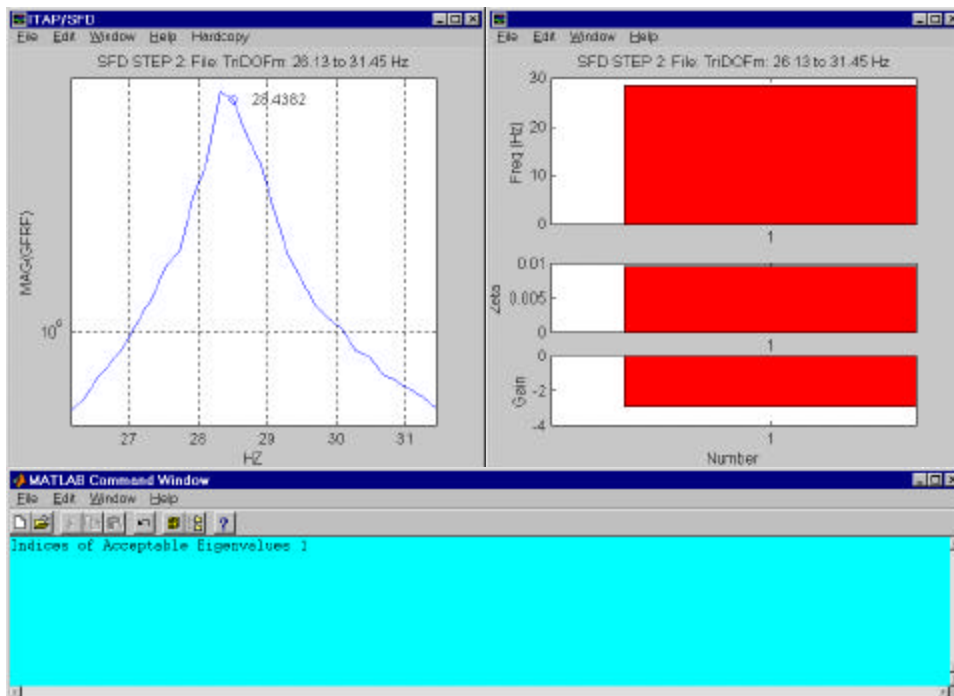 ITAP/SFD
File Edit Window Help Hardcopy
SFD STEP 2: File: TriDOFm: 26.13 to 31.45 Hz
28.4382
MAG(GFRF)
10⁰
27 28 29 30 31
HZ
File Edit Window Help
SFD STEP 2: File: TriDOFm: 26.13 to 31.45 Hz
Freq (Hz)
30
20
10
0
1
Zeta
0.01
0.005
0
1
Gain
0
-2
-4
1
Number
MATLAB Command Window
File Edit Window Help
?
Indices of Acceptable Eigenvalues 1